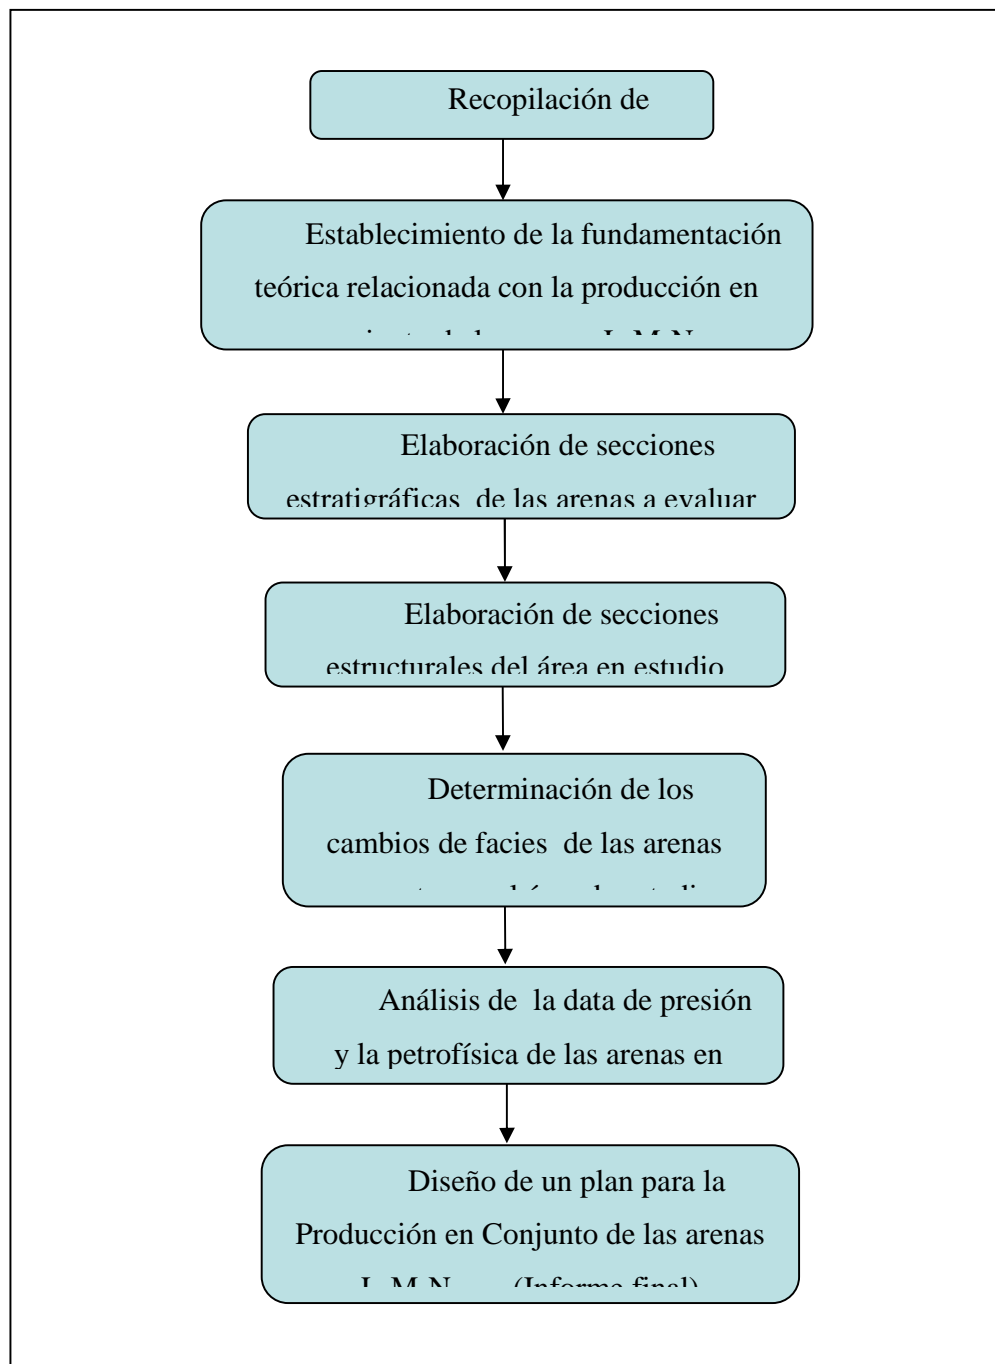 Recopilación de
Establecimiento de la fundamentación
teórica relacionada con la producción en
Elaboración de secciones
estratigráficas de las arenas a evaluar
Elaboración de secciones
estructurales del área en estudio
Determinación de los
cambios de facies de las arenas
Análisis de la data de presión
y la petrofísica de las arenas en
Diseño de un plan para la
Producción en Conjunto de las arenas
(Informe final)